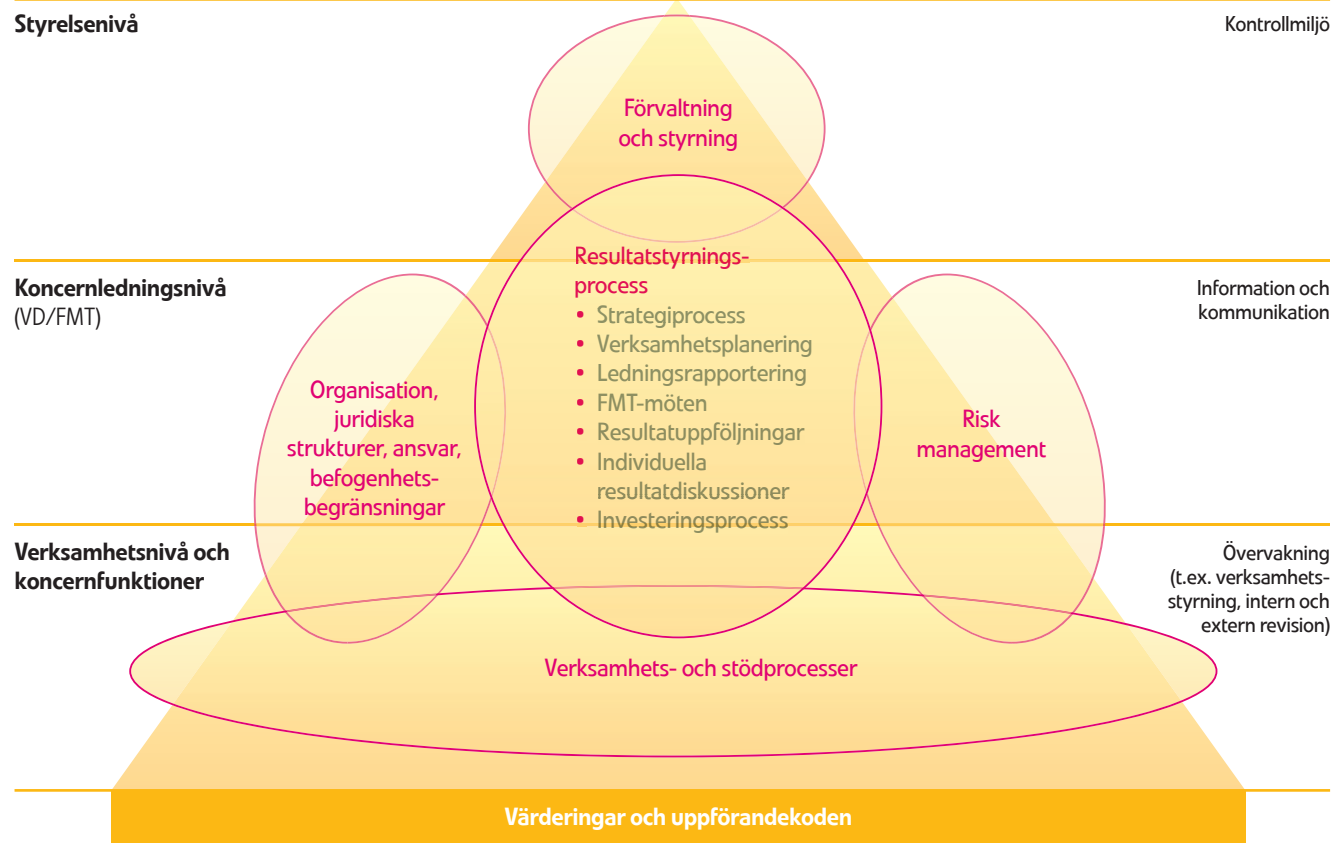 Styrelsenivå
Kontrollmiljö
Förvaltning
och styrning
Koncernledningsnivå
(VD/FMT)
Information och
kommunikation
Resultatstyrnings-
process
• Strategiprocess
• Verksamhetsplanering
• Ledningsrapportering
• FMT-möten
• Resultatuppföljningar
• Individuella
resultatdiskussioner
• Investeringsprocess
Organisation,
juridiska
strukturer, ansvar,
befogenhets-
begränsningar
Risk
management
Verksamhetsnivå och
koncernfunktioner
Övervakning
(t.ex. verksamhets-
styrning, intern och
extern revision)
Verksamhets- och stödprocesser
Värderingar och uppförandekoden